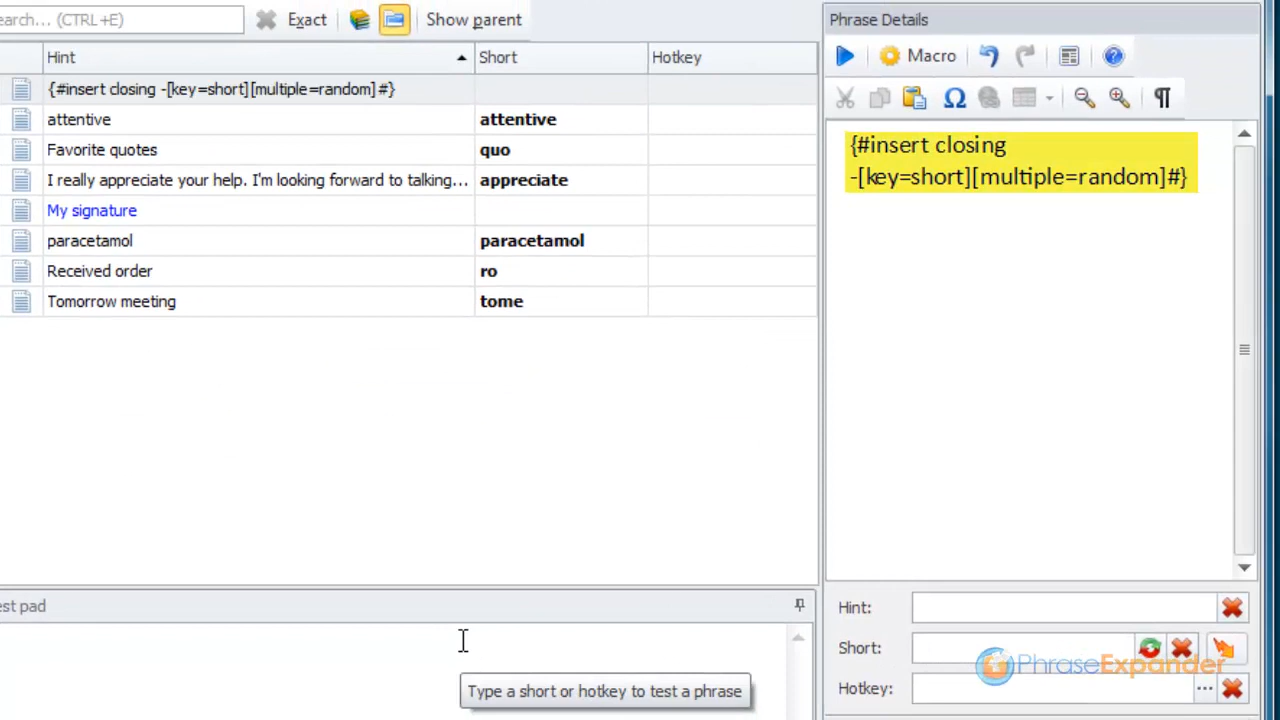 earch... (CTRL +E)
Exact
Show parent
Hint
Short
Hotkey
{#insert closing -[key=short][multiple=random]#}
attentive
attentive
Favorite quotes
quo
I really appreciate your help. I'm looking forward to talking...
appreciate
My signature
paracetamol
paracetamol
Received order
ro
Tomorrow meeting
tome
est pad
Type a short or hotkey to test a phrase
Phrase Details
Macro
{#insert closing
-[key=short][multiple=random]#}
Hint:
Short:
Hotkey:
PhraseExpander